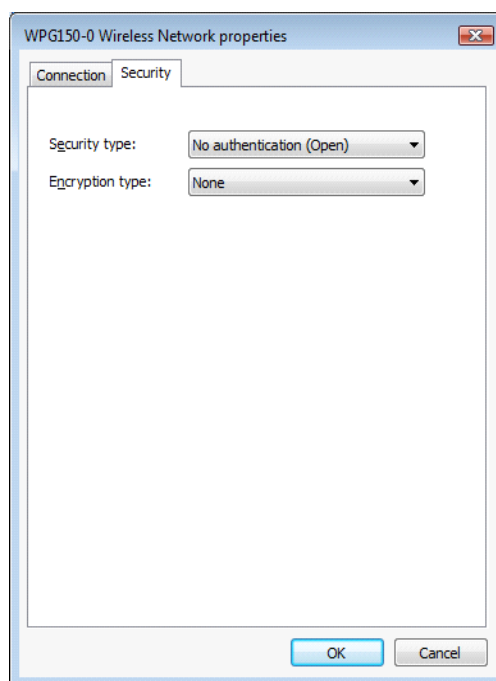 WPG150-0 Wireless Network properties
Connection Security
Security type: No authentication (Open)
Encryption type: None
OK Cancel